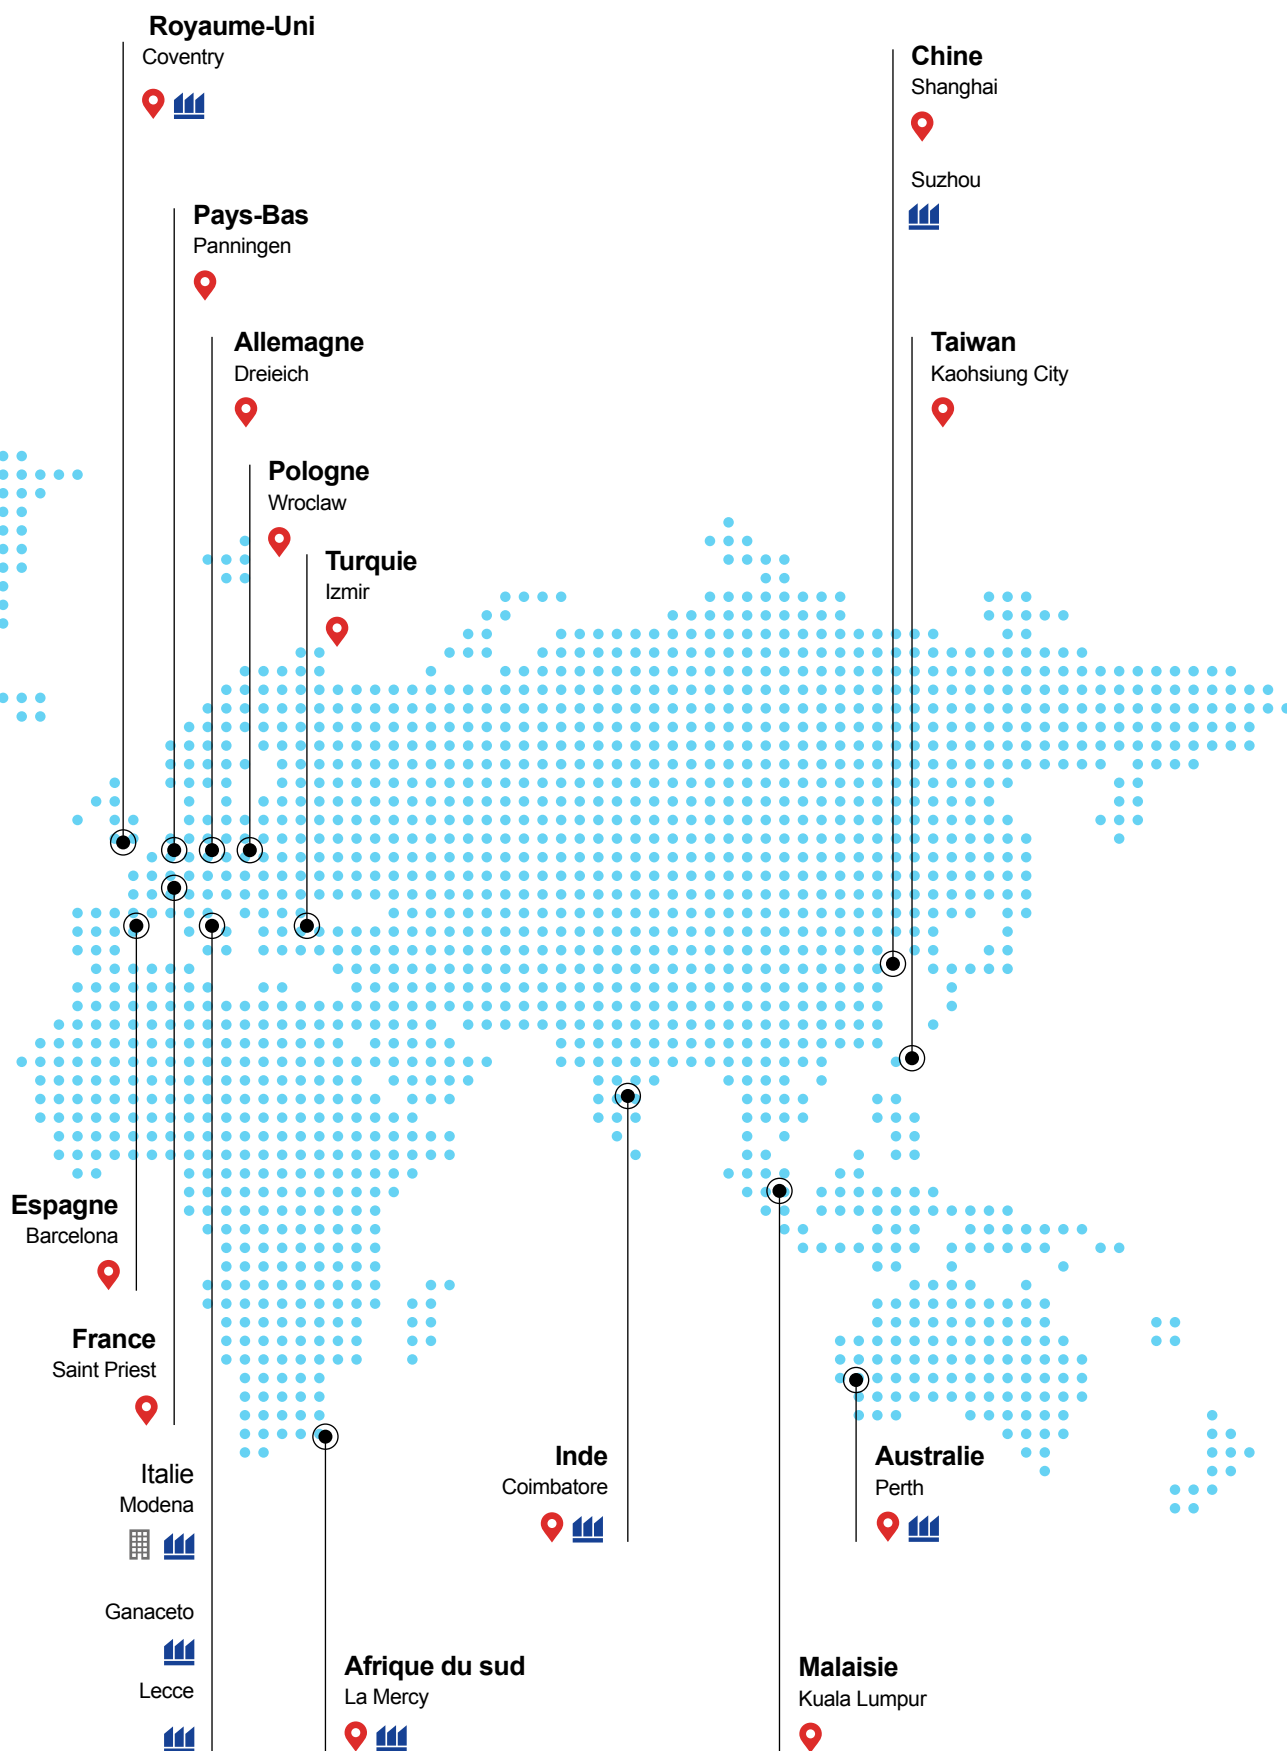 Royaume-Uni
Coventry
Chine
Shanghai
Suzhou
Pays-Bas
Panningen
Allemagne
Dreieich
Taiwan
Kaohsiung City
Pologne
Wroclaw
Turquie
Izmir
Espagne
Barcelona
France
Saint Priest
Italie
Modena
Ganaceto
Lecce
Inde
Coimbatore
Australie
Perth
Afrique du sud
La Mercy
Malaisie
Kuala Lumpur